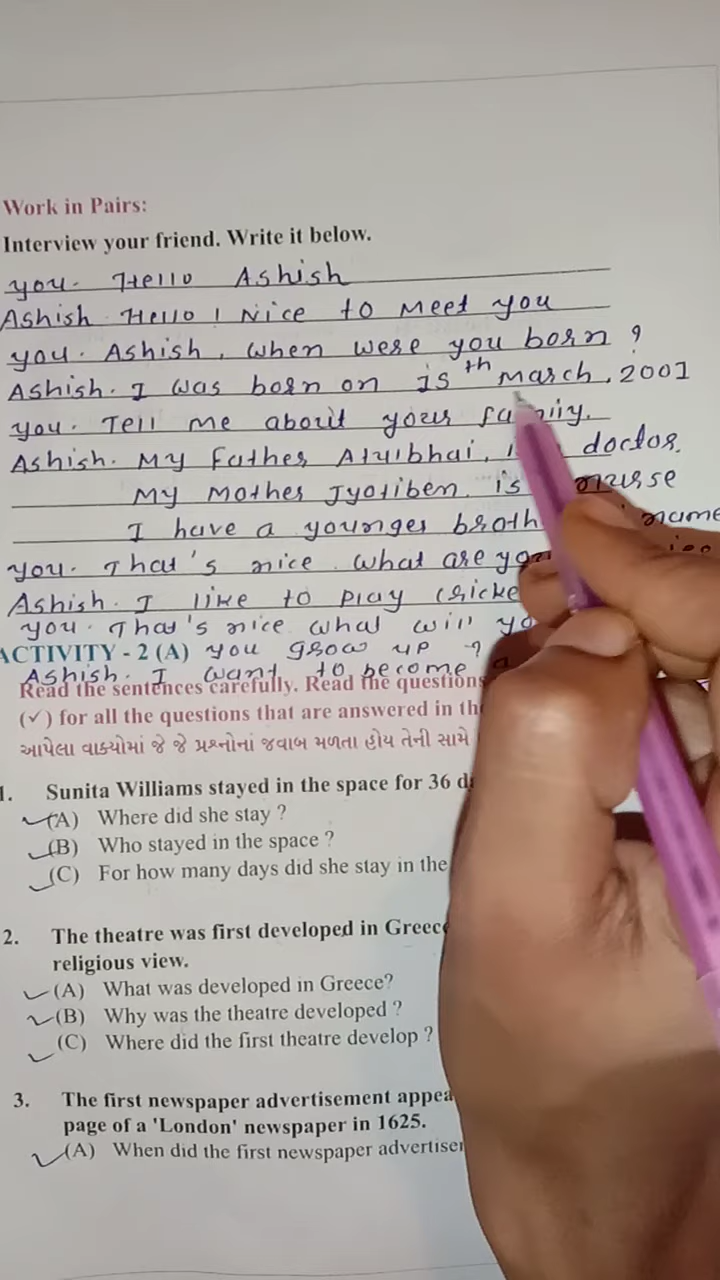 Work in Pairs:
Interview your friend. Write it below.
you. Hello Ashish
Ashish. Hello! Nice to meet you
you. Ashish, when were you born ?
Ashish. I was born on 15th march, 2001
you. Tell me about your family.
Ashish. My Father Atulbhai, doctor.
My Mother Jyotiben is nurse
I have a younger broth name
you. That's nice. what are you
Ashish. I like to play cricke
you. That's nice what will yo
ACTIVITY - 2 (A) you grow up ?
Ashish. I want to become a
Read the sentences carefully. Read the questions
(✓) for all the questions that are answered in th
આપેલા વાક્યોમાં જે જે પ્રશ્નોનાં જવાબ મળતા હોય તેની સામે
1. Sunita Williams stayed in the space for 36 d
(A) Where did she stay ?
(B) Who stayed in the space ?
(C) For how many days did she stay in the
2. The theatre was first developed in Greece
religious view.
(A) What was developed in Greece?
(B) Why was the theatre developed ?
(C) Where did the first theatre develop ?
3. The first newspaper advertisement appea
page of a 'London' newspaper in 1625.
(A) When did the first newspaper advertise